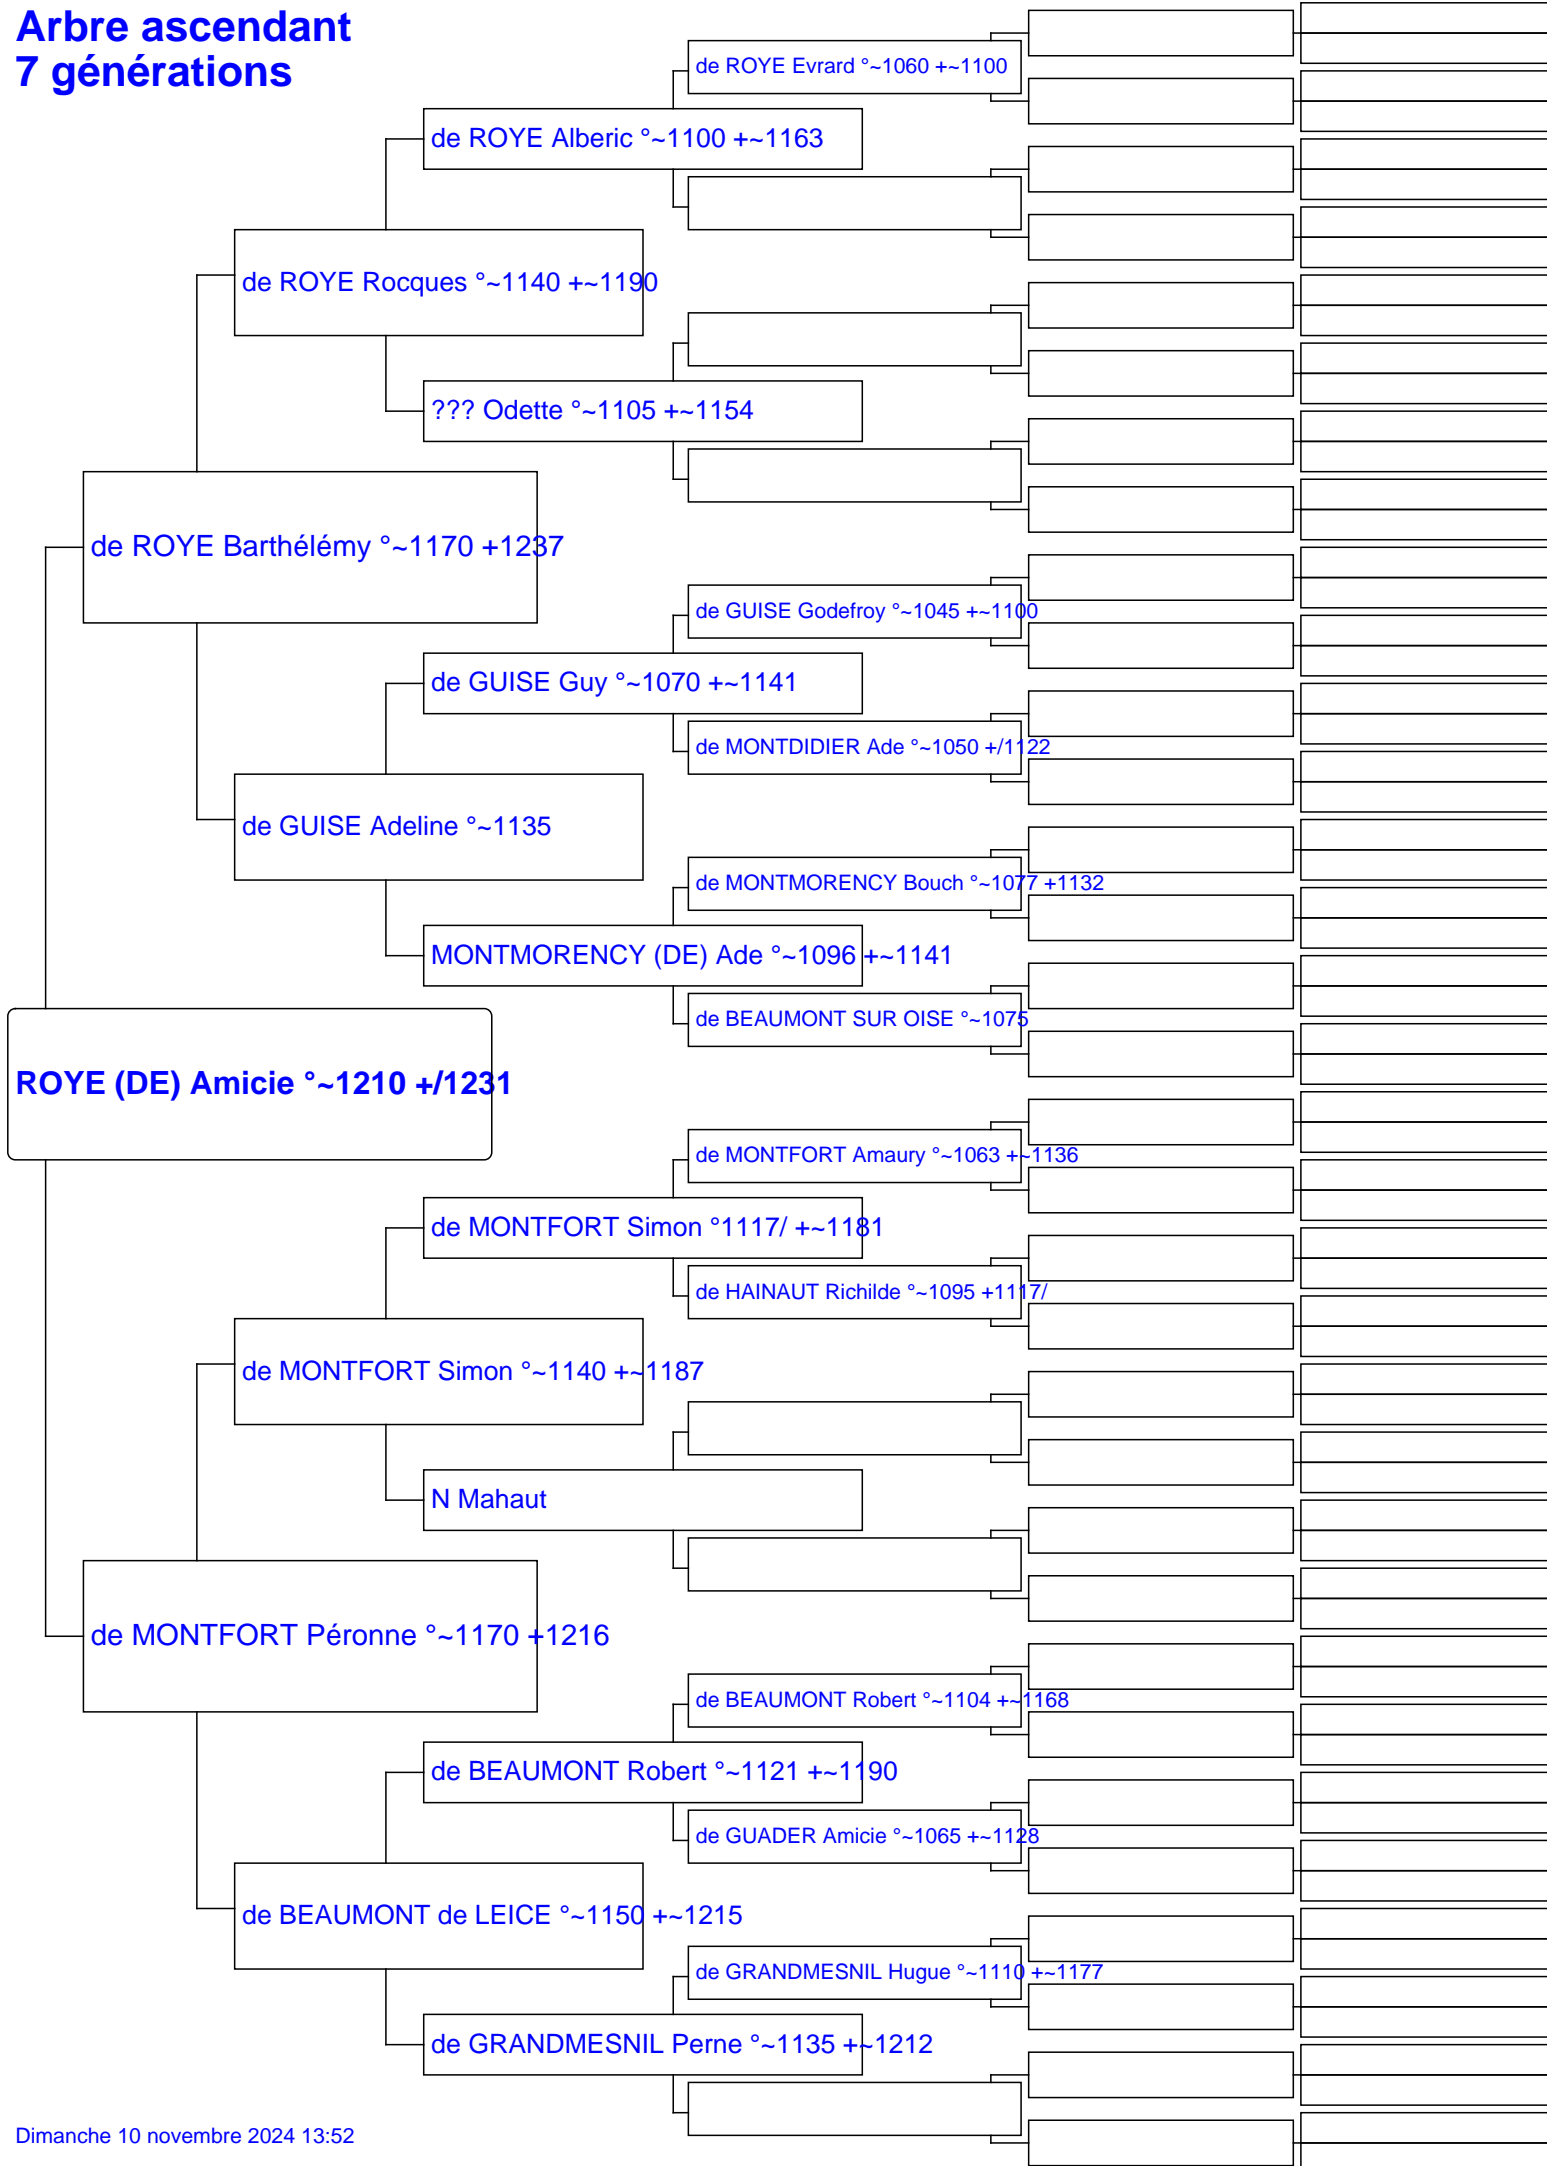 Arbre ascendant
7 générations
de ROYE Evrard °~1060 +~1100
de ROYE Alberic °~1100 +~1163
de ROYE Rocques °~1140 +~1190
??? Odette °~1105 +~1154
de ROYE Barthélémy °~1170 +1237
de GUISE Godefroy °~1045 +~1100
de GUISE Guy °~1070 +~1141
de MONTDIDIER Ade °~1050 +/1122
de GUISE Adeline °~1135
de MONTMORENCY Bouch °~1077 +1132
MONTMORENCY (DE) Ade °~1096 +~1141
de BEAUMONT SUR OISE °~1075
ROYE (DE) Amicie °~1210 +/1231
de MONTFORT Amaury °~1063 +~1136
de MONTFORT Simon °1117/ +~1181
de HAINAUT Richilde °~1095 +1117/
de MONTFORT Simon °~1140 +~1187
N Mahaut
de MONTFORT Péronne °~1170 +1216
de BEAUMONT Robert °~1104 +~1168
de BEAUMONT Robert °~1121 +~1190
de GUADER Amicie °~1065 +~1128
de BEAUMONT de LEICE °~1150 +~1215
de GRANDMESNIL Hugue °~1110 +~1177
de GRANDMESNIL Perne °~1135 +~1212
Dimanche 10 novembre 2024 13:52